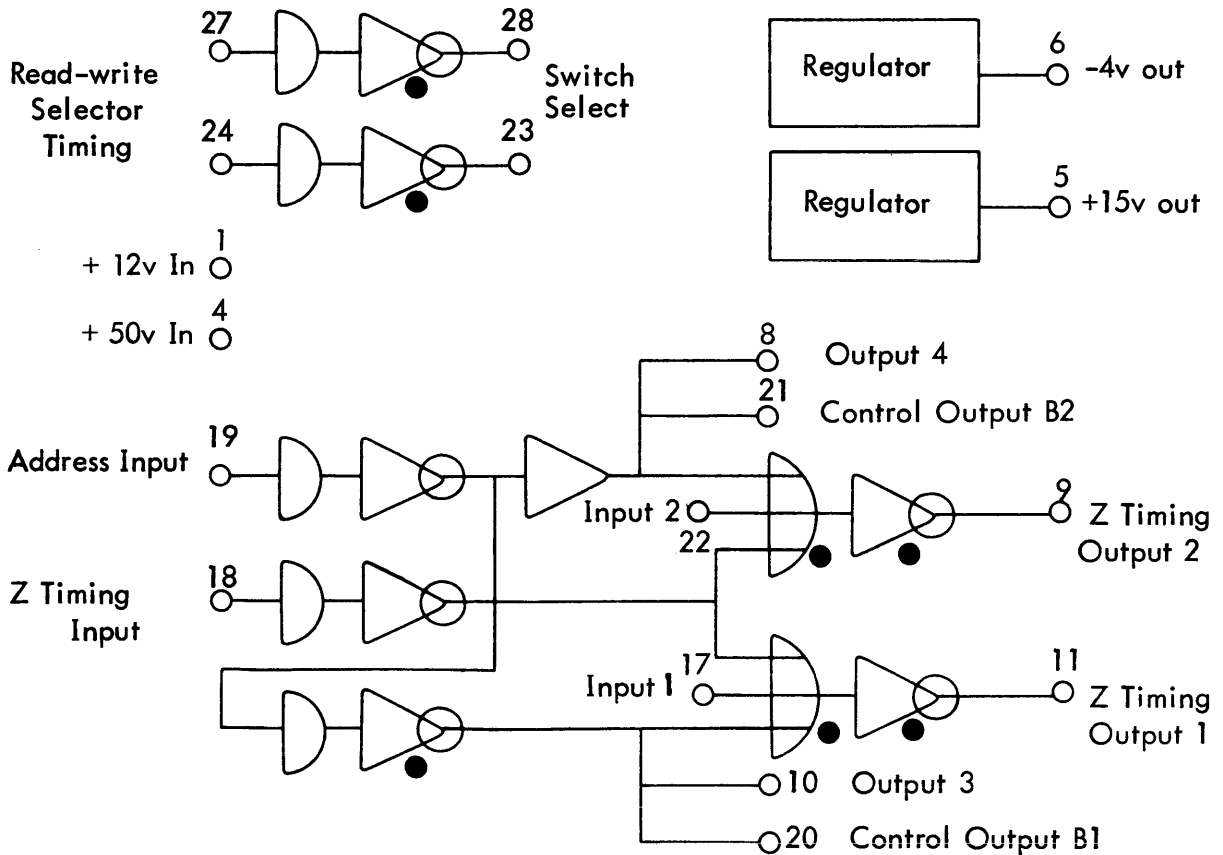 27
28
Read-write
Selector
Timing
Switch
Select
24
23
Regulator
6
-4v out
Regulator
5
+15v out
1
+ 12v In
4
+ 50v In
8
Output 4
21
Control Output B2
19
Address Input
Input 2
22
9
Z Timing
Output 2
18
Z Timing
Input
17
Input 1
11
Z Timing
Output 1
10 Output 3
20 Control Output B1